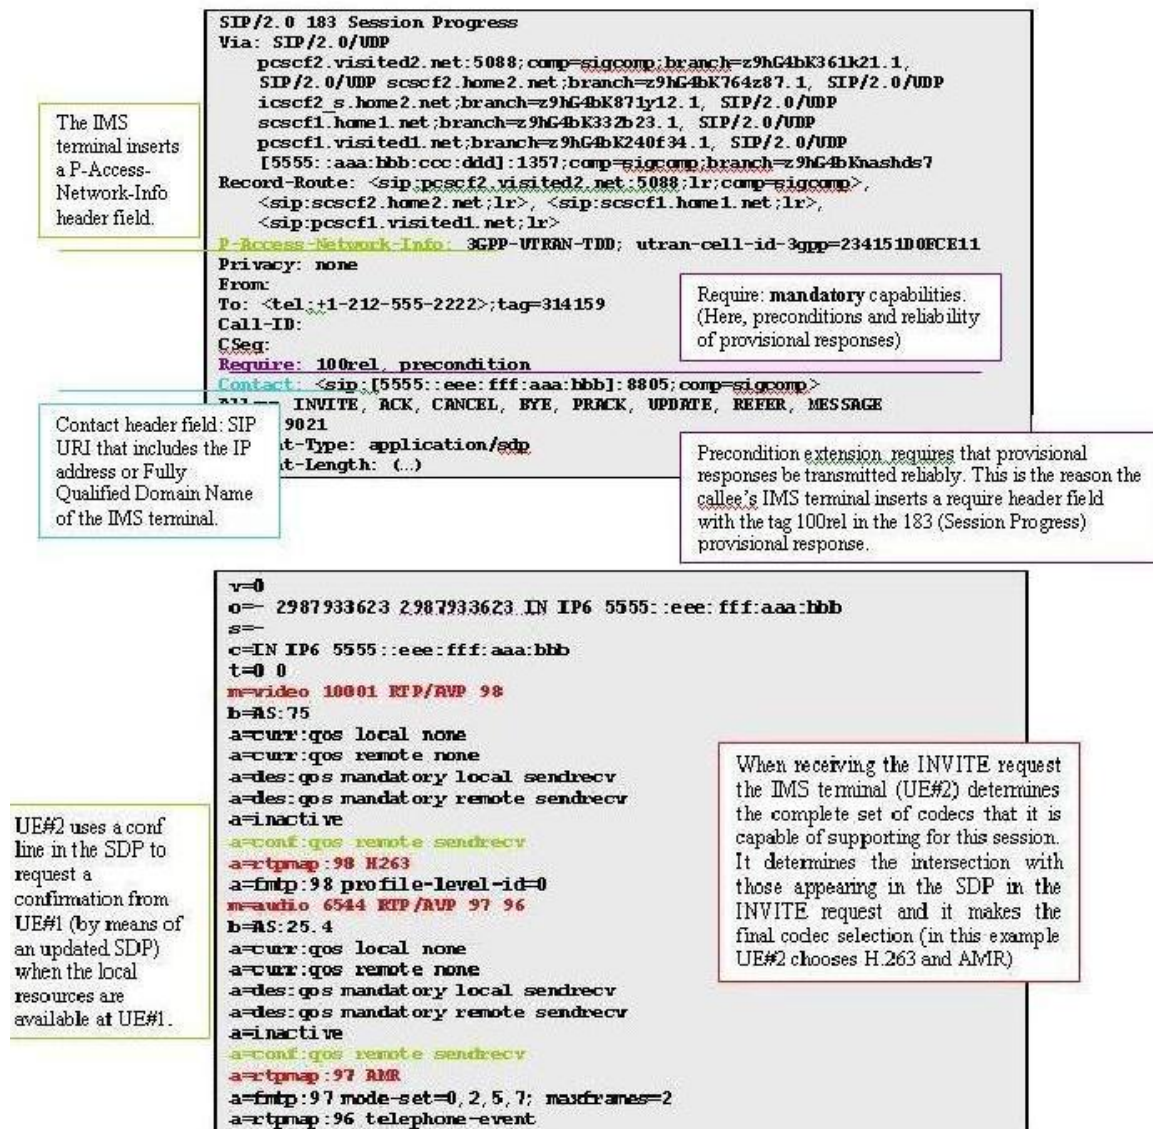 SIP/2.0 183 Session Progress
Via: SIP/2.0/UDP
pcscf2.visited2.net:5088;comp=sigcomp;branch=z9hG4bK361k21.1,
SIP/2.0/UDP scscf2.home2.net;branch=z9hG4bK764z87.1, SIP/2.0/UDP
icscf2_s.home2.net;branch=z9hG4bK871y12.1, SIP/2.0/UDP
scscf1.home1.net;branch=z9hG4bK332b23.1, SIP/2.0/UDP
pcscf1.visited1.net;branch=z9hG4bK240f34.1, SIP/2.0/UDP
[5555::aaa:bbb:ccc:ddd]:1357;comp=sigcomp;branch=z9hG4bKnashds7
Record-Route: <sip:pcscf2.visited2.net:5088;lr;comp=sigcomp>,
<sip:scscf2.home2.net;lr>, <sip:scscf1.home1.net;lr>,
<sip:pcscf1.visited1.net;lr>
P-Access-Network-Info: 3GPP-UTRAN-TDD; utran-cell-id-3gpp=234151D0FCE11
Privacy: none
From:
To: <tel:+1-212-555-2222>;tag=314159
Call-ID:
CSeq:
Require: 100rel, precondition
Contact: <sip:[5555::eee:fff:aaa:bbb]:8805;comp=sigcomp>
INVITE, ACK, CANCEL, BYE, PRACK, UPDATE, REFER, MESSAGE
9021
t-Type: application/sdp
t-Length: (…)
The IMS
terminal inserts
a P-Access-
Network-Info
header field.
Require: mandatory capabilities.
(Here, preconditions and reliability
of provisional responses)
Contact header field: SIP
URI that includes the IP
address or Fully
Qualified Domain Name
of the IMS terminal.
Precondition extension requires that provisional
responses be transmitted reliably. This is the reason the
callee's IMS terminal inserts a require header field
with the tag 100rel in the 183 (Session Progress)
provisional response.
v=0
o=- 2987933623 2987933623 IN IP6 5555::eee:fff:aaa:bbb
s=-
c=IN IP6 5555::eee:fff:aaa:bbb
t=0 0
m=video 10001 RTP/AVP 98
b=AS:75
a=curr:qos local none
a=curr:qos remote none
a=des:qos mandatory local sendrecv
a=des:qos mandatory remote sendrecv
a=inactive
a=conf:qos remote sendrecv
a=rtpmap:98 H263
a=fmtp:98 profile-level-id=0
m=audio 6544 RTP/AVP 97 96
b=AS:25.4
a=curr:qos local none
a=curr:qos remote none
a=des:qos mandatory local sendrecv
a=des:qos mandatory remote sendrecv
a=inactive
a=conf:qos remote sendrecv
a=rtpmap:97 AMR
a=fmtp:97 mode-set=0,2,5,7; maxframes=2
a=rtpmap:96 telephone-event
UE#2 uses a conf
line in the SDP to
request a
confirmation from
UE#1 (by means of
an updated SDP)
when the local
resources are
available at UE#1.
When receiving the INVITE request
the IMS terminal (UE#2) determines
the complete set of codecs that it is
capable of supporting for this session.
It determines the intersection with
those appearing in the SDP in the
INVITE request and it makes the
final codec selection (in this example
UE#2 chooses H.263 and AMR)